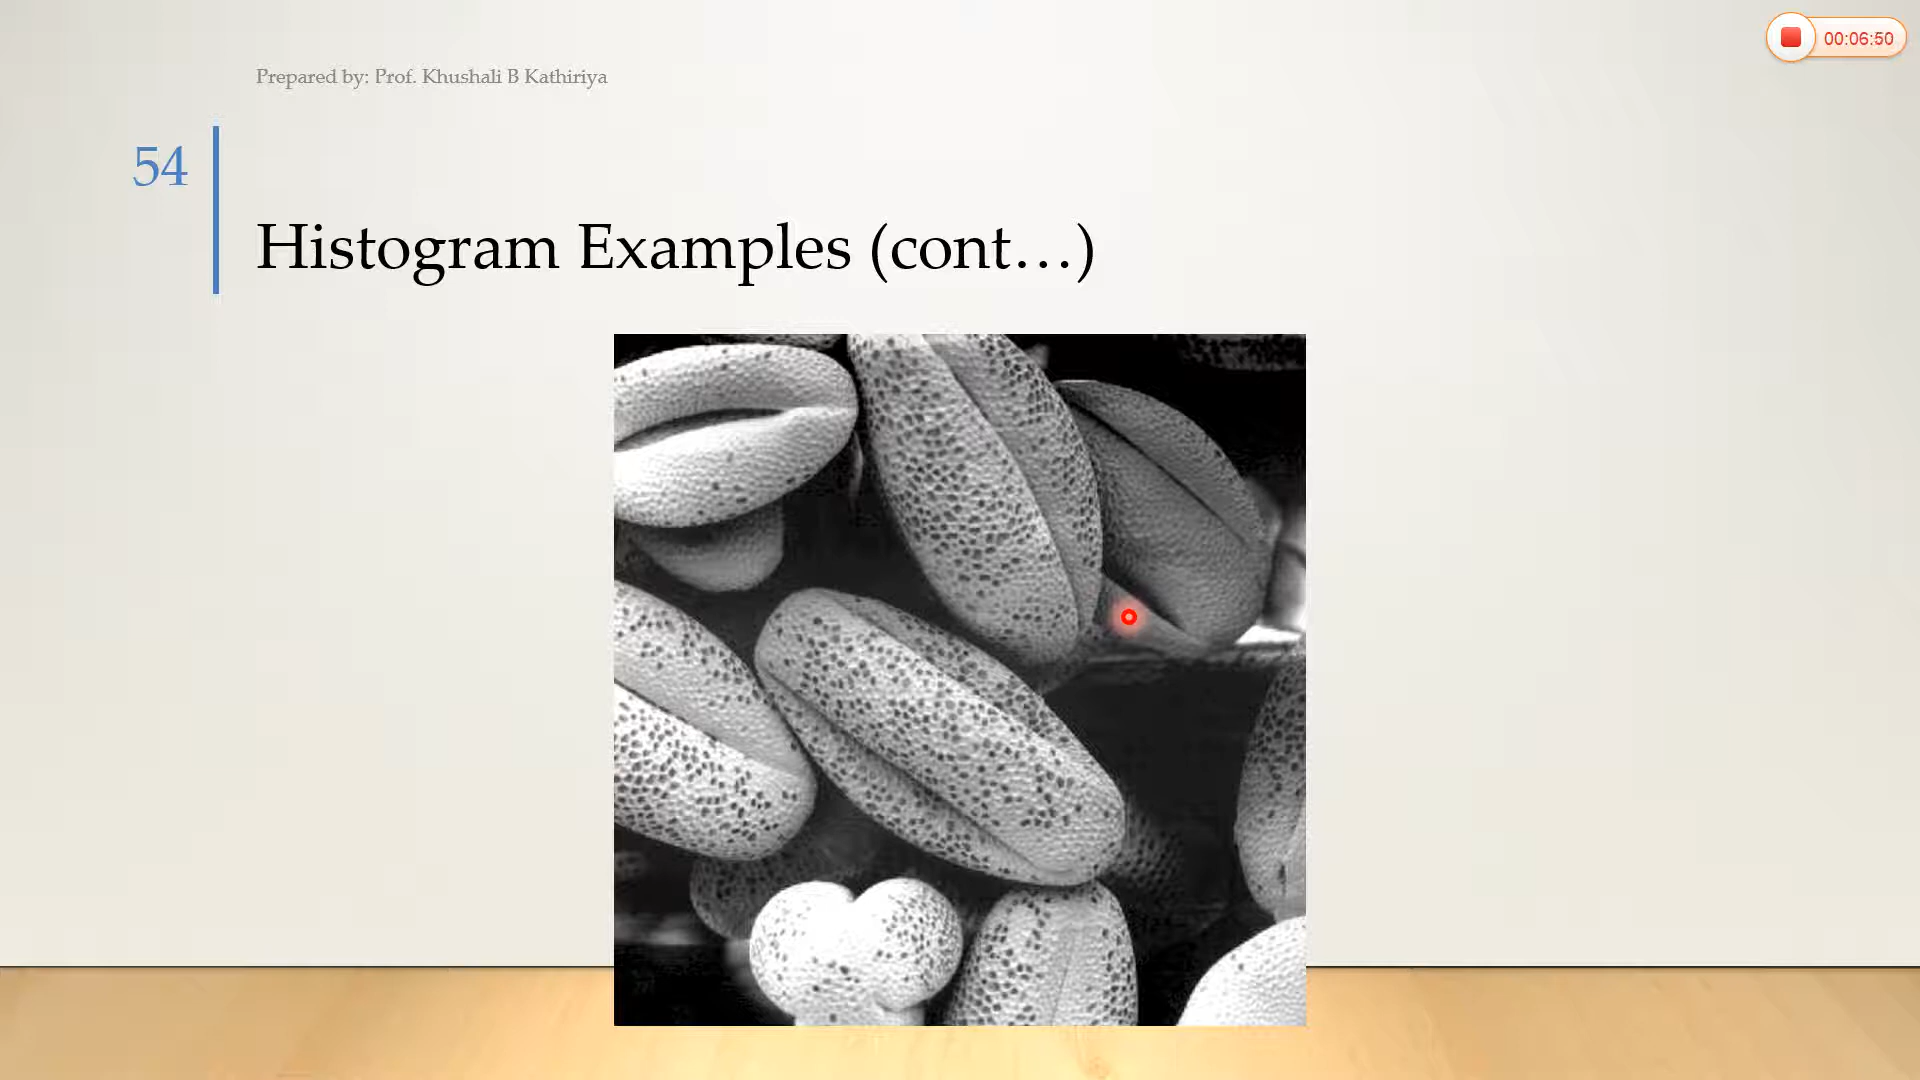 Prepared by: Prof. Khushali B Kathiriya
00:06:50
54
Histogram Examples (cont…)